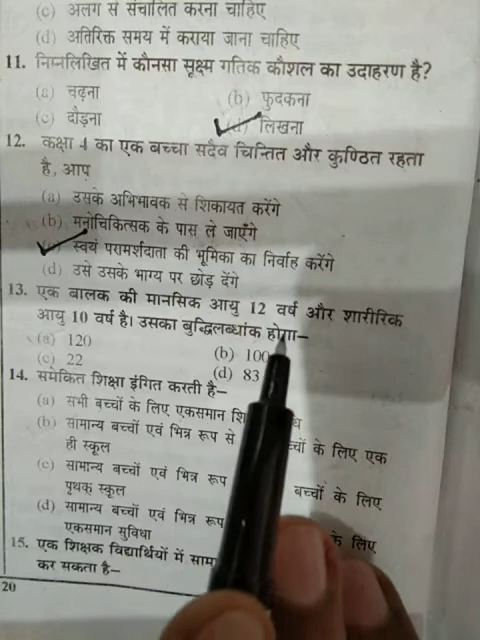 (c) अलग से संचालित करना चाहिए
(d) अतिरिक्त समय में कराया जाना चाहिए
11. निम्नलिखित में कौनसा सूक्ष्म गतिक कौशल का उदाहरण है?
(a) चढ़ना (b) फुदकना
(c) दौड़ना (d) लिखना
12. कक्षा 4 का एक बच्चा सदैव चिन्तित और कुण्ठित रहता
है, आप
(a) उसके अभिभावक से शिकायत करेंगे
(b) मनोचिकित्सक के पास ले जाएँगे
स्वयं परामर्शदाता की भूमिका का निर्वाह करेंगे
(d) उसे उसके भाग्य पर छोड़ देंगे
13. एक बालक की मानसिक आयु 12 वर्ष और शारीरिक
आयु 10 वर्ष है। उसका बुद्धिलब्धांक होगा–
(a) 120 (b) 100
(c) 22 (d) 83
14. समेकित शिक्षा इंगित करती है–
(a) सभी बच्चों के लिए एकसमान
(b) सामान्य बच्चों एवं भिन्न रूप से के लिए एक
ही स्कूल
(c) सामान्य बच्चों एवं भिन्न रूप बच्चों के लिए
पृथक् स्कूल
(d) सामान्य बच्चों एवं भिन्न रूप के लिए
एकसमान सुविधा
15. एक शिक्षक विद्यार्थियों में
कर सकता है–
20